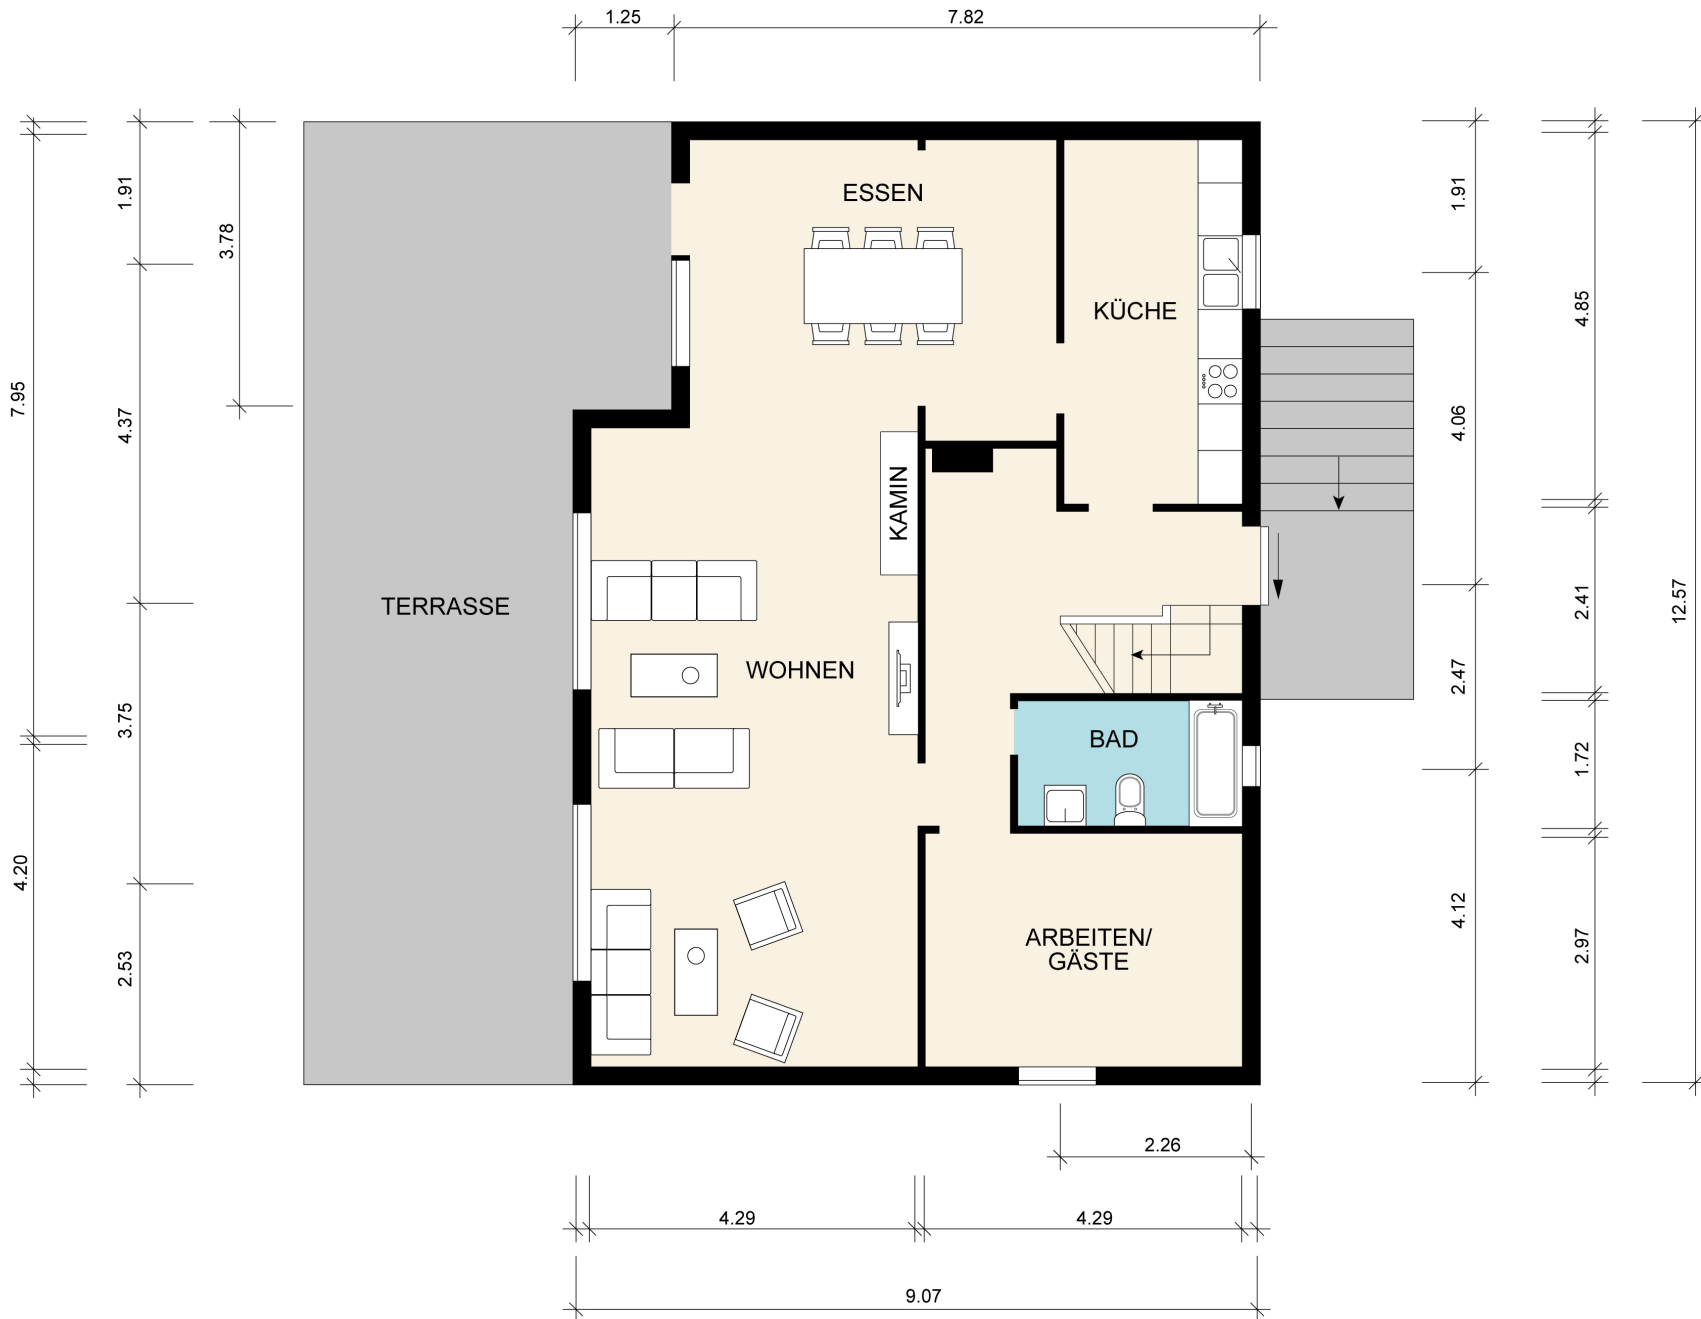 1.25
7.82
1.91
3.78
7.95
4.37
3.75
4.20
2.53
ESSEN
KÜCHE
KAMIN
TERRASSE
WOHNEN
BAD
ARBEITEN/
GÄSTE
1.91
4.06
2.47
4.12
4.85
2.41
1.72
2.97
12.57
2.26
4.29
4.29
9.07